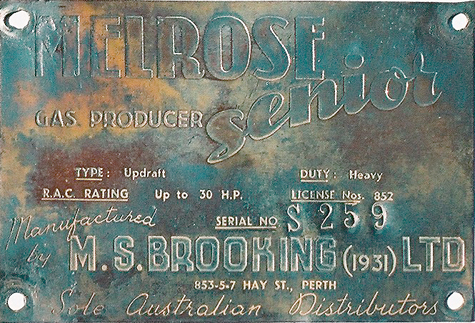 MELROSE
Senior
GAS PRODUCER
TYPE: Updraft DUTY: Heavy
R.A.C. RATING Up to 30 H.P. LICENSE Nos. 852
Manufactured by
SERIAL NO S 259
M.S. BROOKING (1931) LTD
853-5-7 HAY ST., PERTH
Sole Australian Distributors